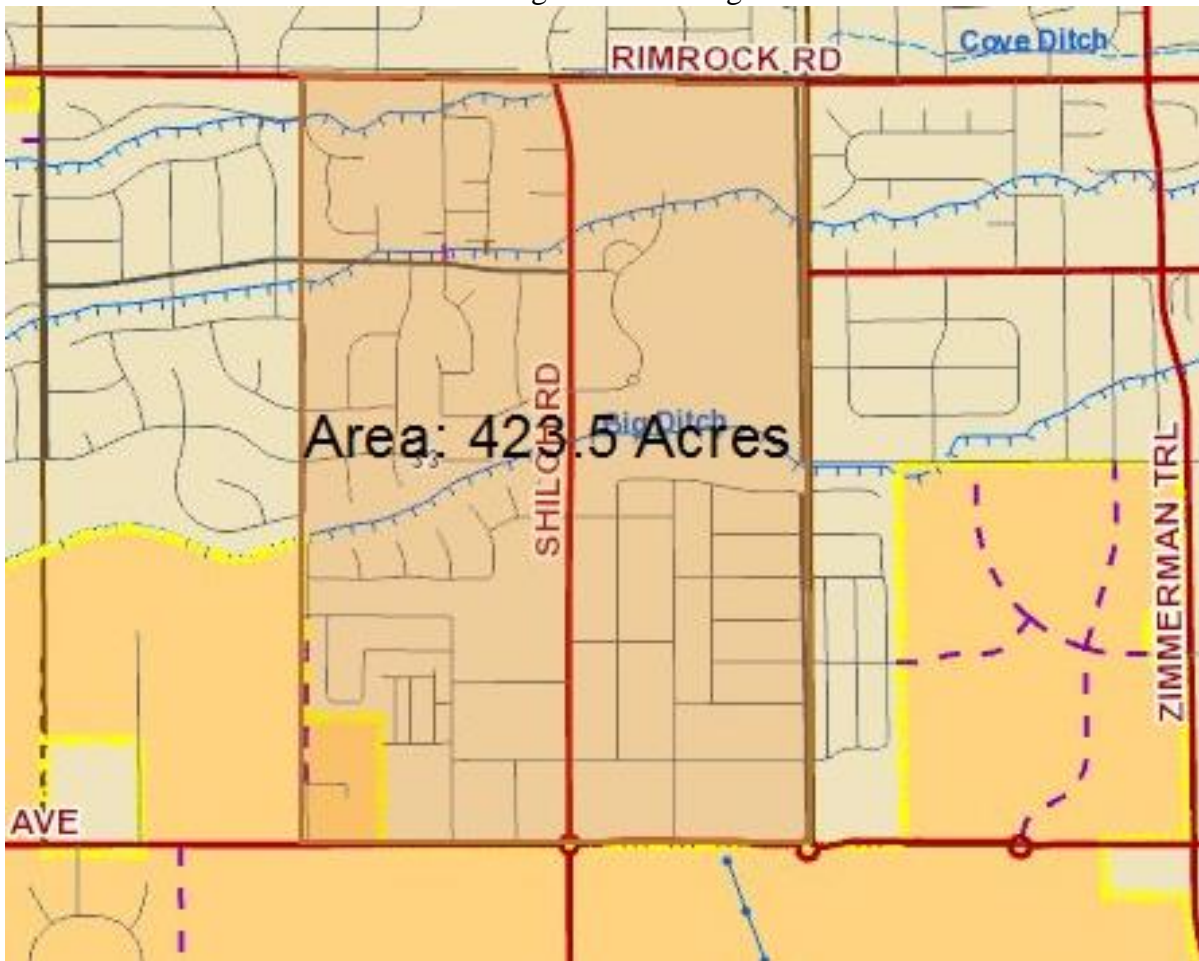 RIMROCK RD
Cove Ditch
SHILOH RD
Big Ditch
Area: 423.5 Acres
ZIMMERMAN TRL
AVE